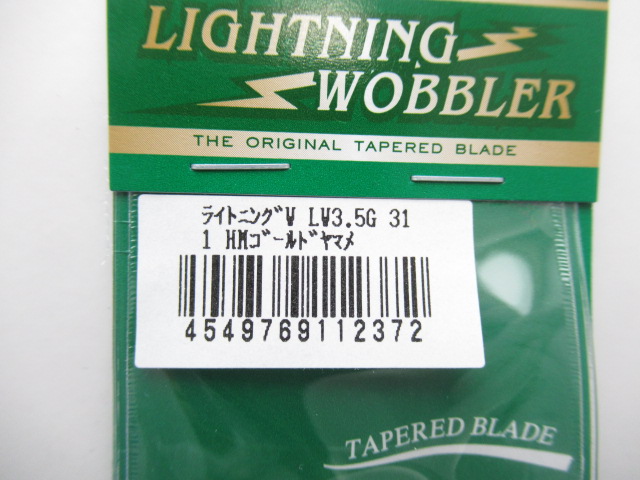 LIGHTNING
WOBBLER
THE ORIGINAL TAPERED BLADE
ﾗｲﾄﾆﾝｸﾞW LW3.5G 31
1 HMｺﾞｰﾙﾄﾞﾔﾏﾒ
4549769112372
TAPERED BLADE